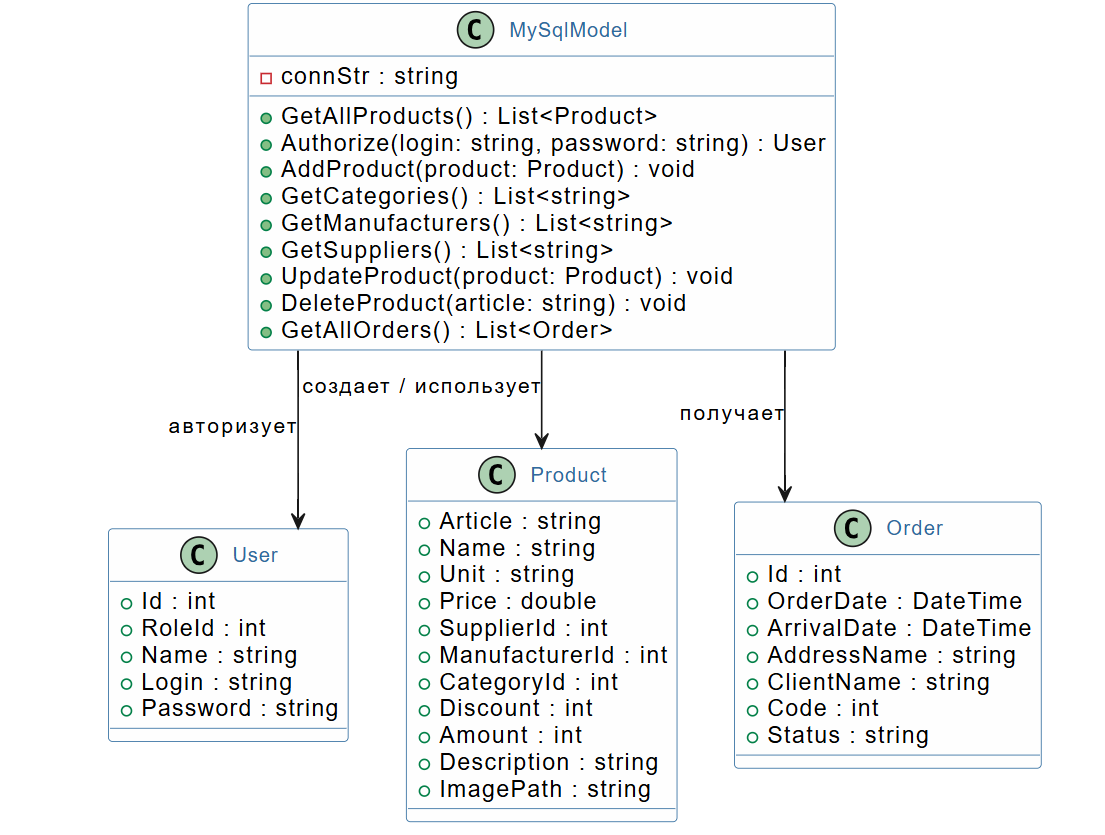 C MySqlModel
connStr : string
GetAllProducts() : List<Product>
Authorize(login: string, password: string) : User
AddProduct(product: Product) : void
GetCategories() : List<string>
GetManufacturers() : List<string>
GetSuppliers() : List<string>
UpdateProduct(product: Product) : void
DeleteProduct(article: string) : void
GetAllOrders() : List<Order>
авторизует
создает / использует
получает
C User
Id : int
RoleId : int
Name : string
Login : string
Password : string
C Product
Article : string
Name : string
Unit : string
Price : double
SupplierId : int
ManufacturerId : int
CategoryId : int
Discount : int
Amount : int
Description : string
ImagePath : string
C Order
Id : int
OrderDate : DateTime
ArrivalDate : DateTime
AddressName : string
ClientName : string
Code : int
Status : string